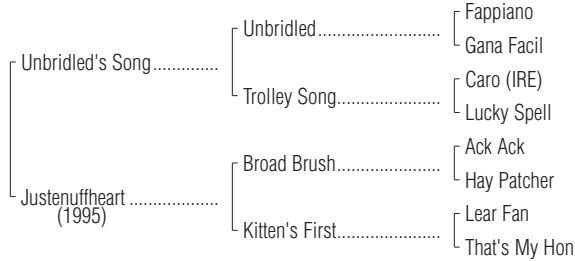 Fappiano
Unbridled....................
Gana Facil
Unbridled's Song..............
Caro (IRE)
Trolley Song.................
Lucky Spell
Ack Ack
Broad Brush.................
Hay Patcher
Justenuffheart ..................
(1995)
Lear Fan
Kitten's First.................
That's My Hon